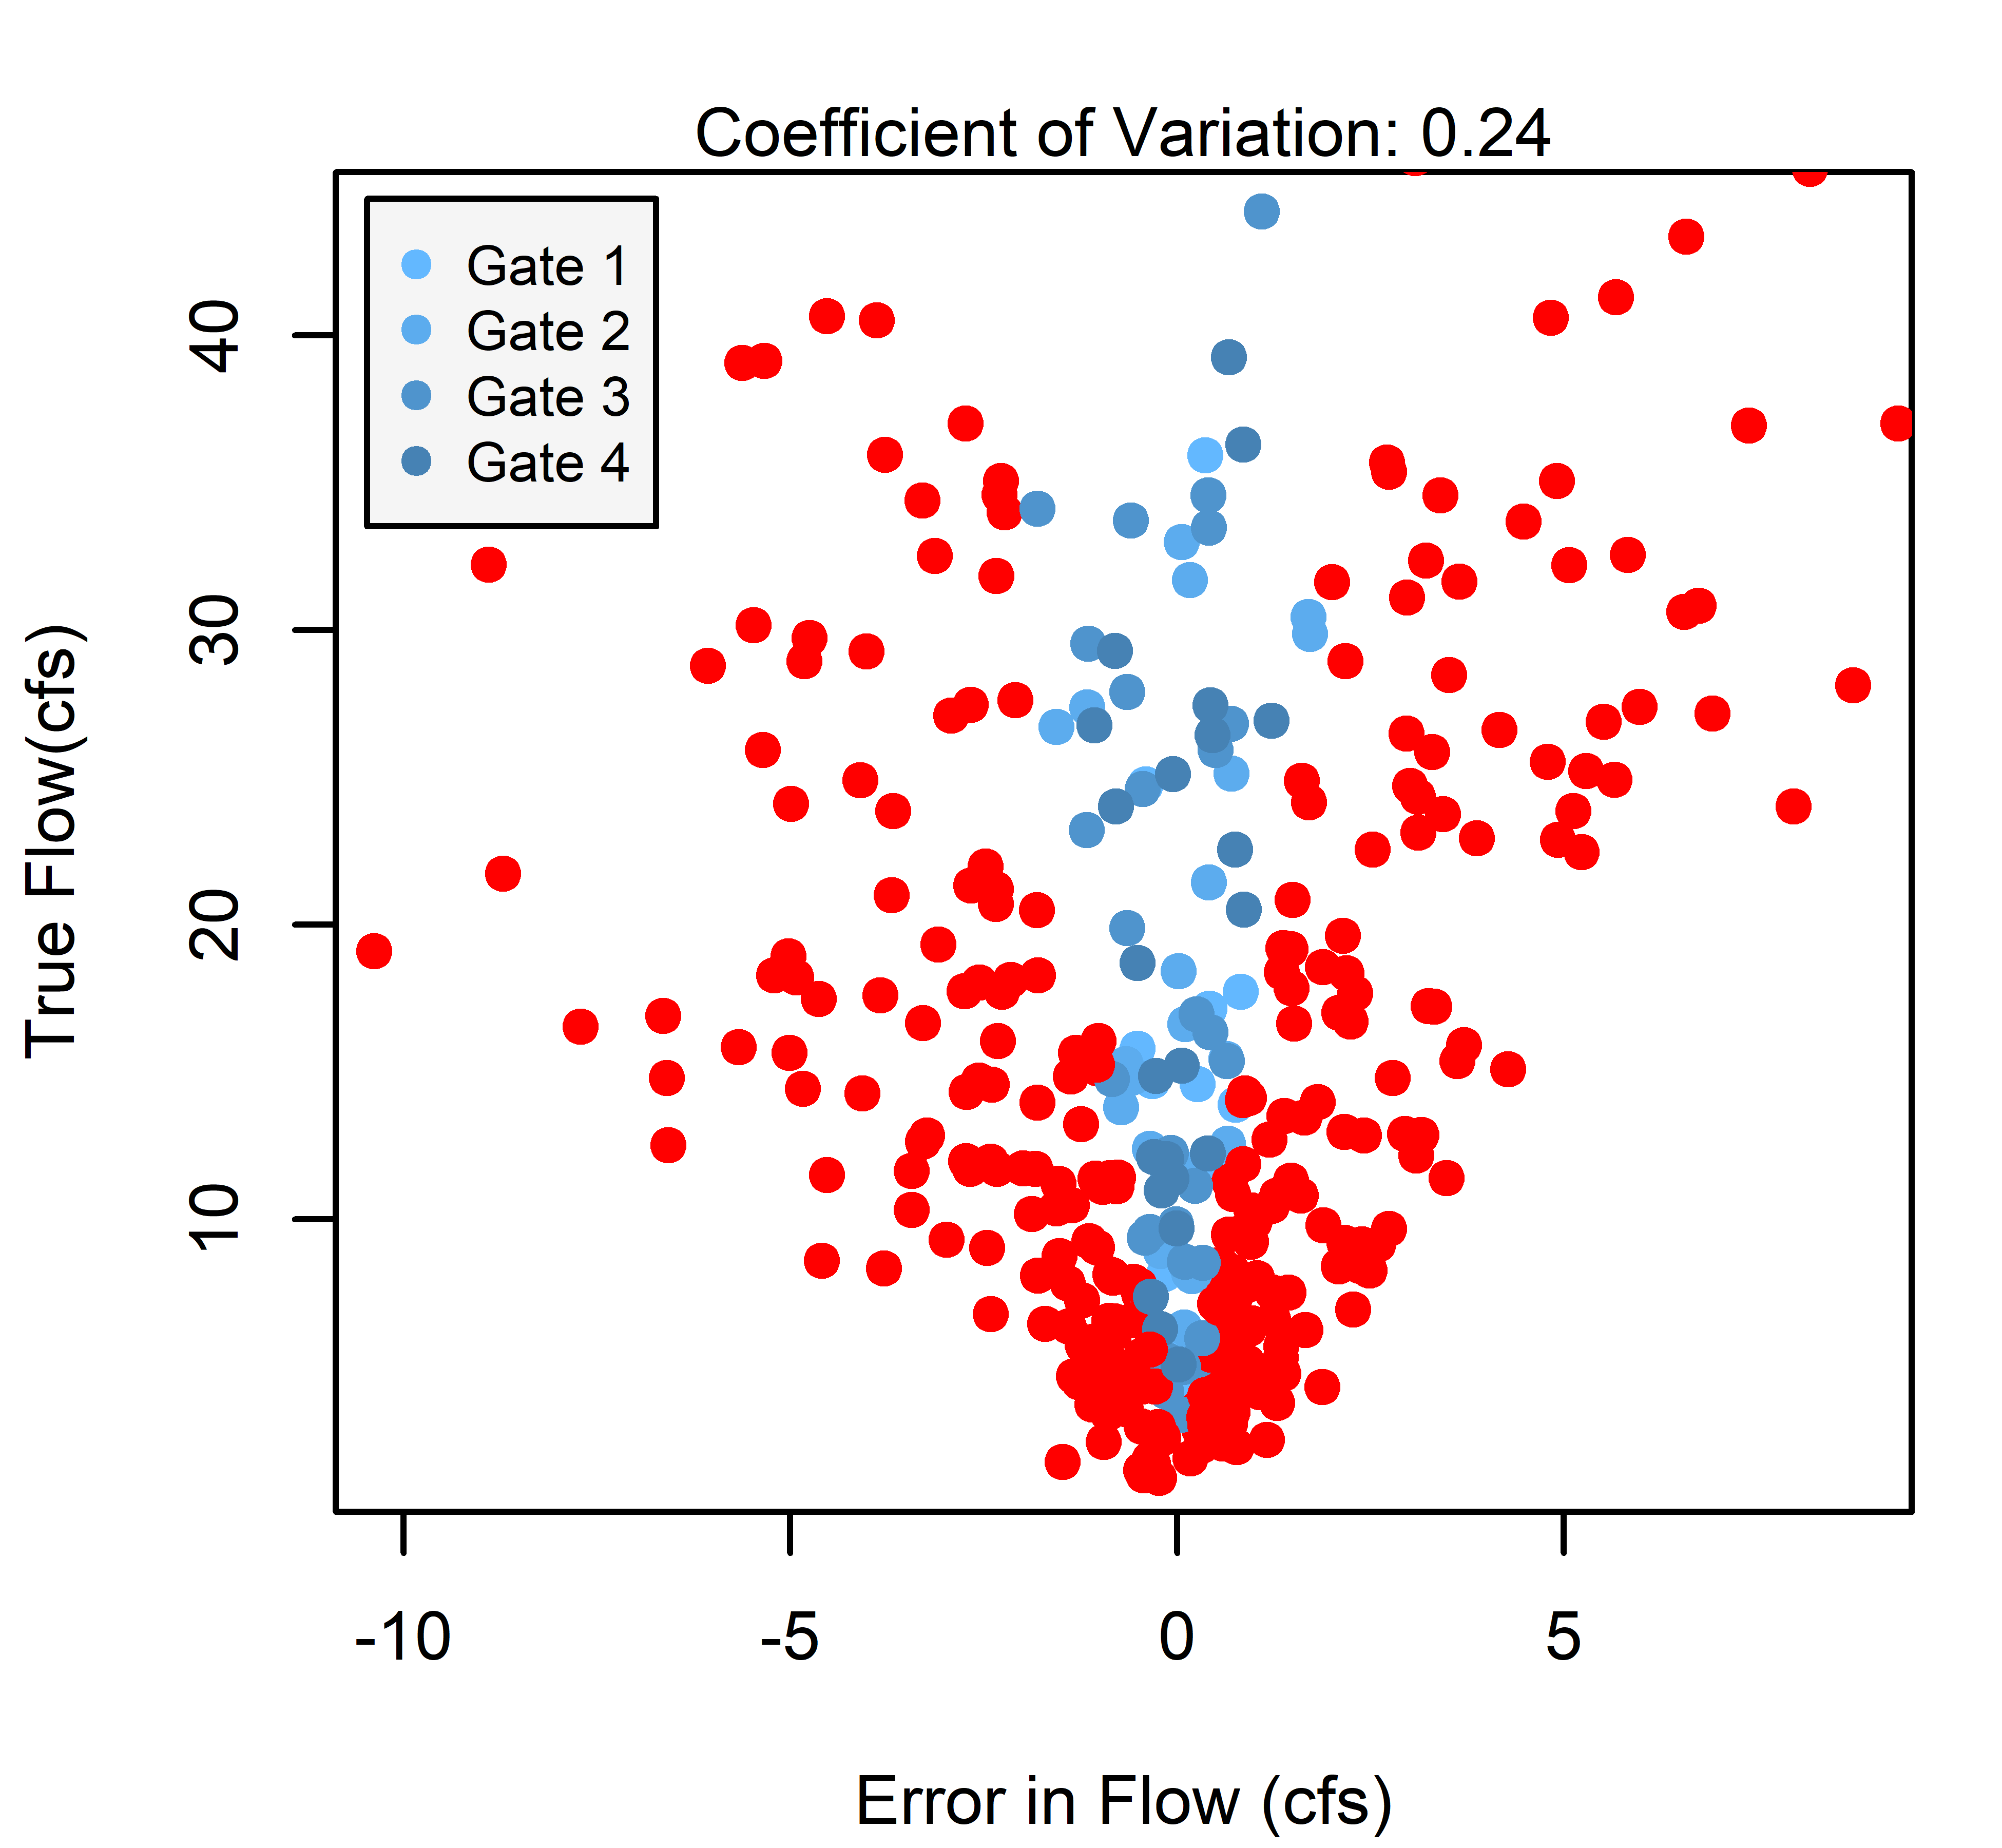 Coefficient of Variation: 0.24
Gate 1
Gate 2
Gate 3
Gate 4
True Flow(cfs)
40
30
20
10
-10 -5 0 5
Error in Flow (cfs)